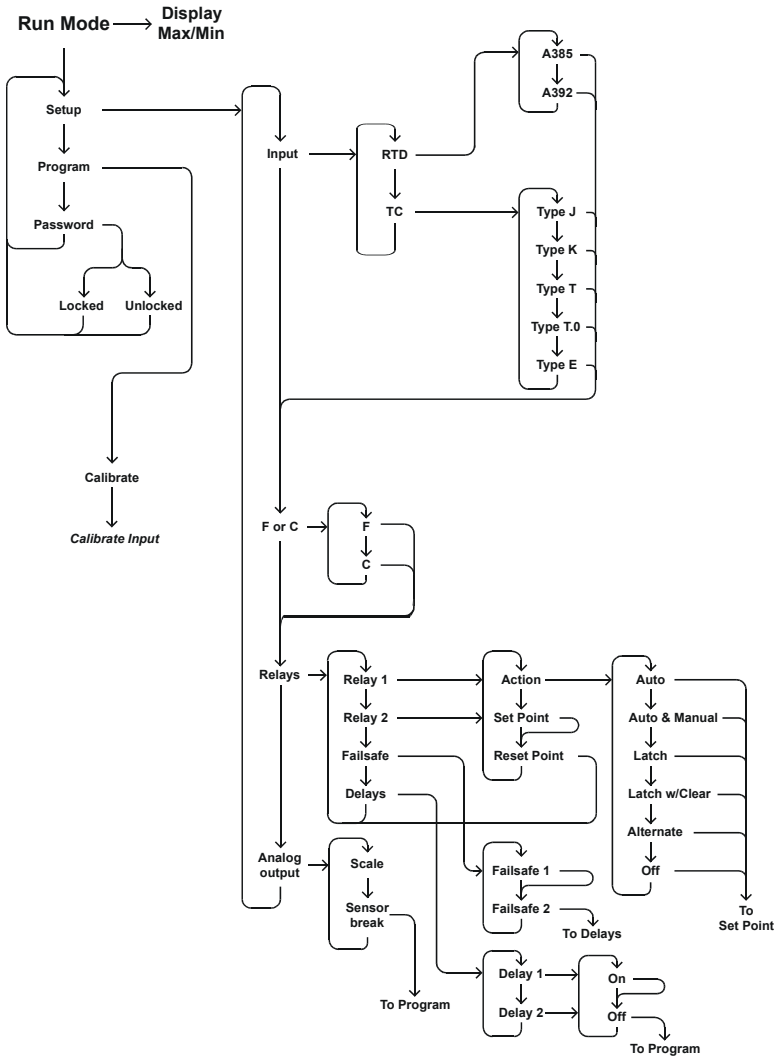 Run Mode
Display
Max/Min
Setup
Program
Password
Locked
Unlocked
Calibrate
Calibrate Input
Input
RTD
TC
A385
A392
Type J
Type K
Type T
Type T.0
Type E
F or C
F
C
Relays
Relay 1
Relay 2
Failsafe
Delays
Action
Set Point
Reset Point
Auto
Auto & Manual
Latch
Latch w/Clear
Alternate
Off
To
Set Point
Failsafe 1
Failsafe 2
To Delays
Analog
output
Scale
Sensor
break
To Program
Delay 1
Delay 2
On
Off
To Program